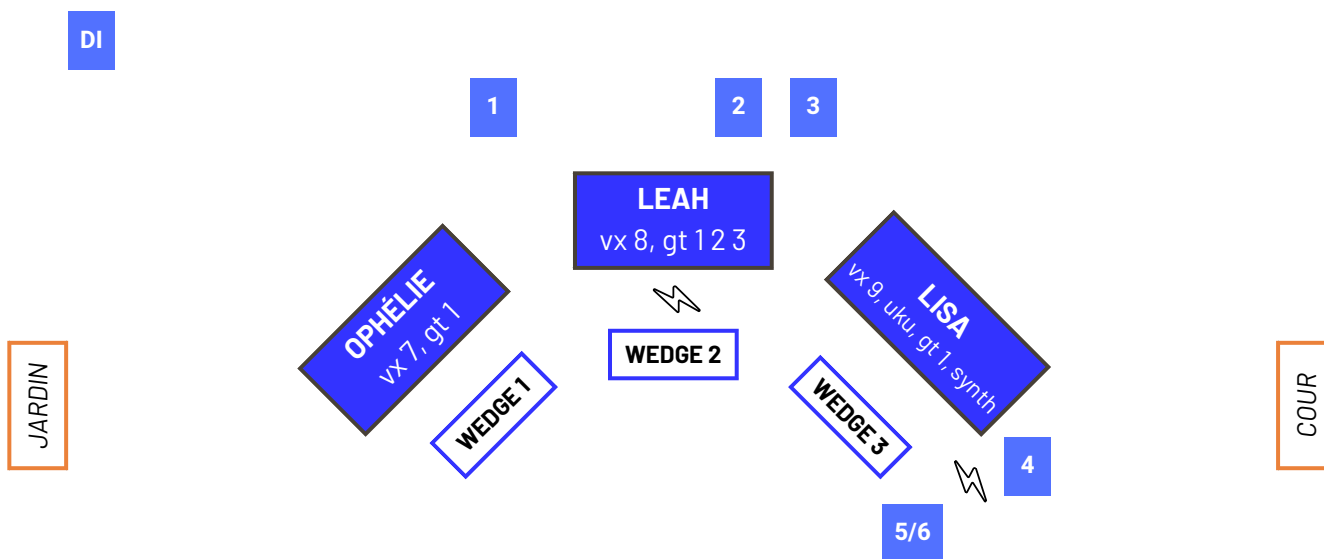 DI
1
2
3
LEAH
vx 8, gt 1 2 3
OPHÉLIE
vx 7, gt 1
LISA
vx 9, uku, gt 1, synth
WEDGE 1
WEDGE 2
WEDGE 3
JARDIN
COUR
4
5/6